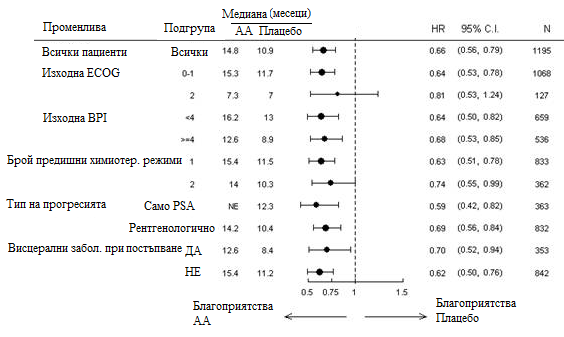 Медиана (месеци)
Променлива Подгрупа АА Плацебо HR 95% C.I. N
Всички пациенти Всички 14.8 10.9 0.66 (0.56, 0.79) 1195
Изходна ECOG 0-1 15.3 11.7 0.64 (0.53, 0.78) 1068
2 7.3 7 0.81 (0.53, 1.24) 127
Изходна BPI <4 16.2 13 0.64 (0.50, 0.82) 659
>=4 12.6 8.9 0.68 (0.53, 0.85) 536
Брой предишни химиотер. режими 1 15.4 11.5 0.63 (0.51, 0.78) 833
2 14 10.3 0.74 (0.55, 0.99) 362
Тип на прогресията Само PSA NE 12.3 0.59 (0.42, 0.82) 363
Рентгенологично 14.2 10.4 0.69 (0.56, 0.84) 832
Висцерални забол. при постъпване ДА 12.6 8.4 0.70 (0.52, 0.94) 353
НЕ 15.4 11.2 0.62 (0.50, 0.76) 842
0.5 0.75 1 1.5
Благоприятства
АА
Благоприятства
Плацебо